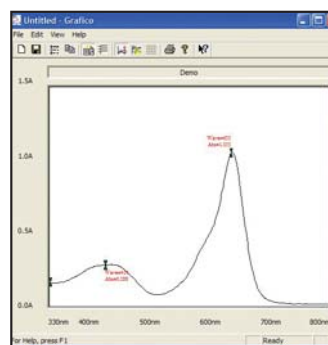 Untitled - Grafico
File Edit View Help
Demo
1.5A
1.0A
0.5A
0.0A
330nm 400nm 500nm 600nm 700nm 800nm
For Help, press F1 Ready